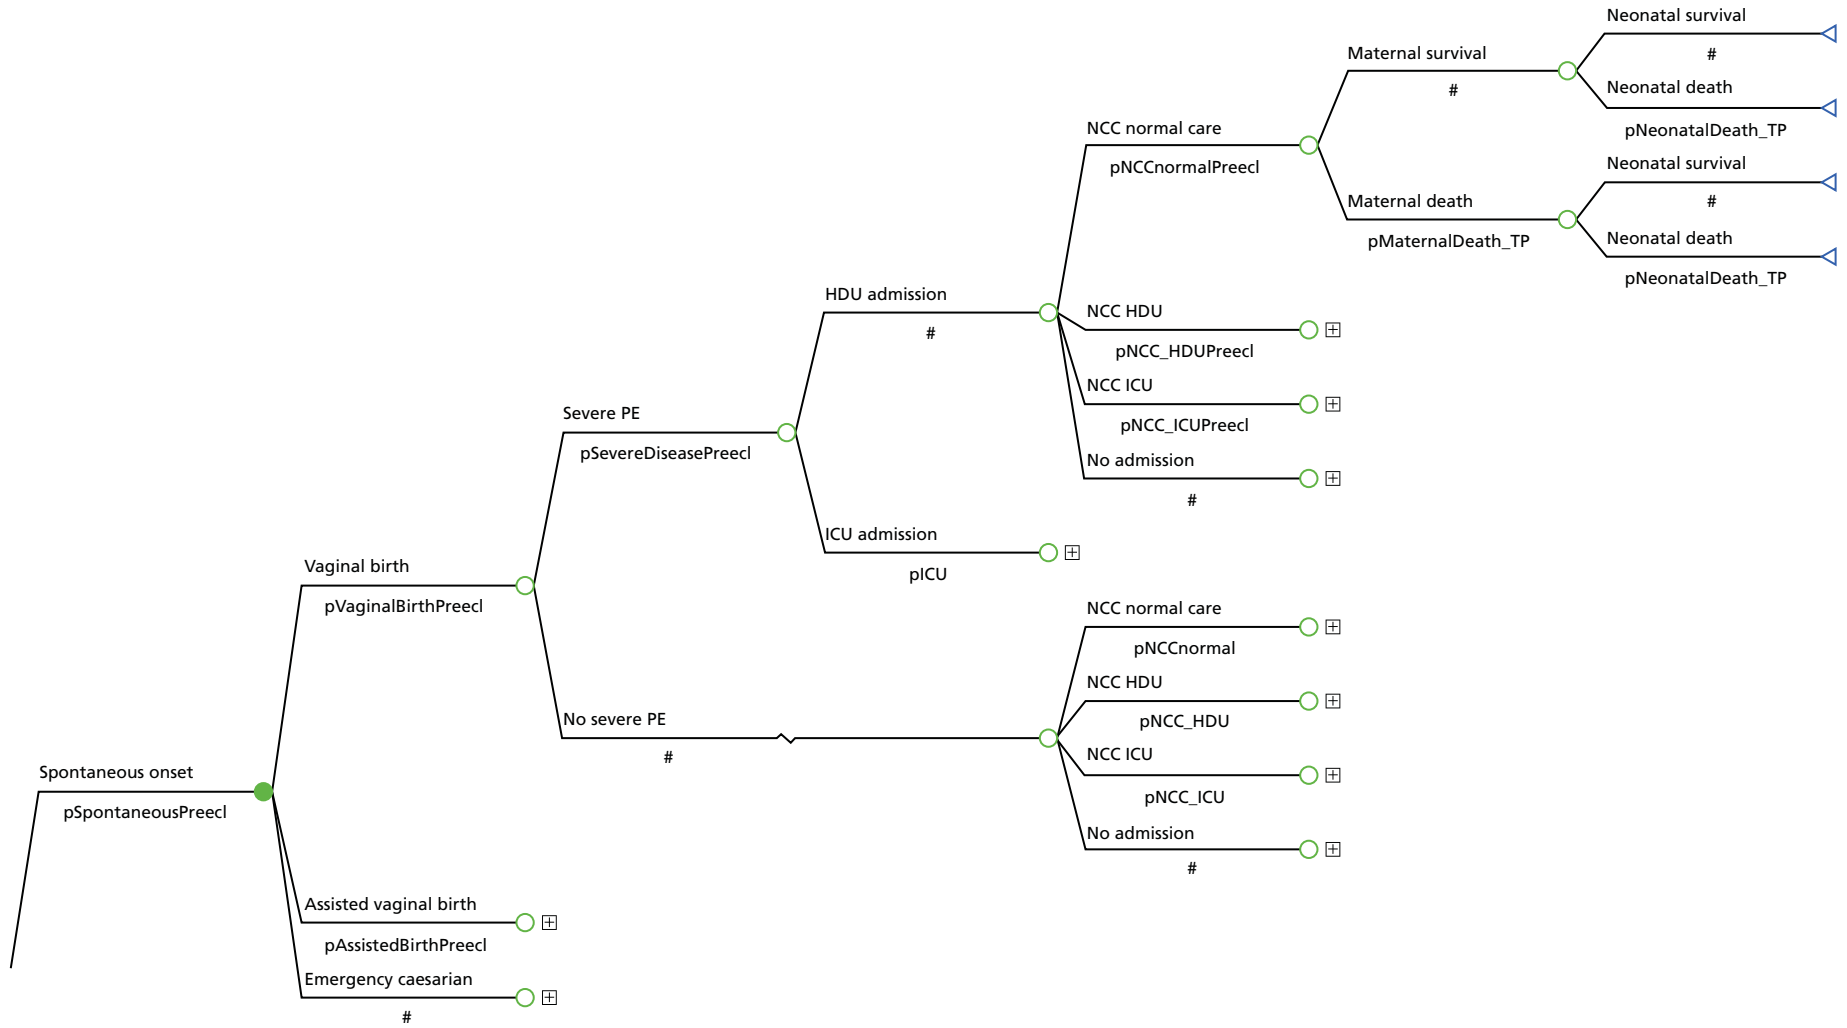 Neonatal survival
#
Neonatal death
pNeonatalDeath_TP
Maternal survival
#
Neonatal survival
#
Neonatal death
pNeonatalDeath_TP
Maternal death
pMaternalDeath_TP
NCC normal care
pNCCnormalPreecl
NCC HDU
pNCC_HDUPreecl
NCC ICU
pNCC_ICUPreecl
No admission
#
HDU admission
#
ICU admission
pICU
Severe PE
pSevereDiseasePreecl
NCC normal care
pNCCnormal
NCC HDU
pNCC_HDU
NCC ICU
pNCC_ICU
No admission
#
No severe PE
#
Vaginal birth
pVaginalBirthPreecl
Spontaneous onset
pSpontaneousPreecl
Assisted vaginal birth
pAssistedBirthPreecl
Emergency caesarian
#